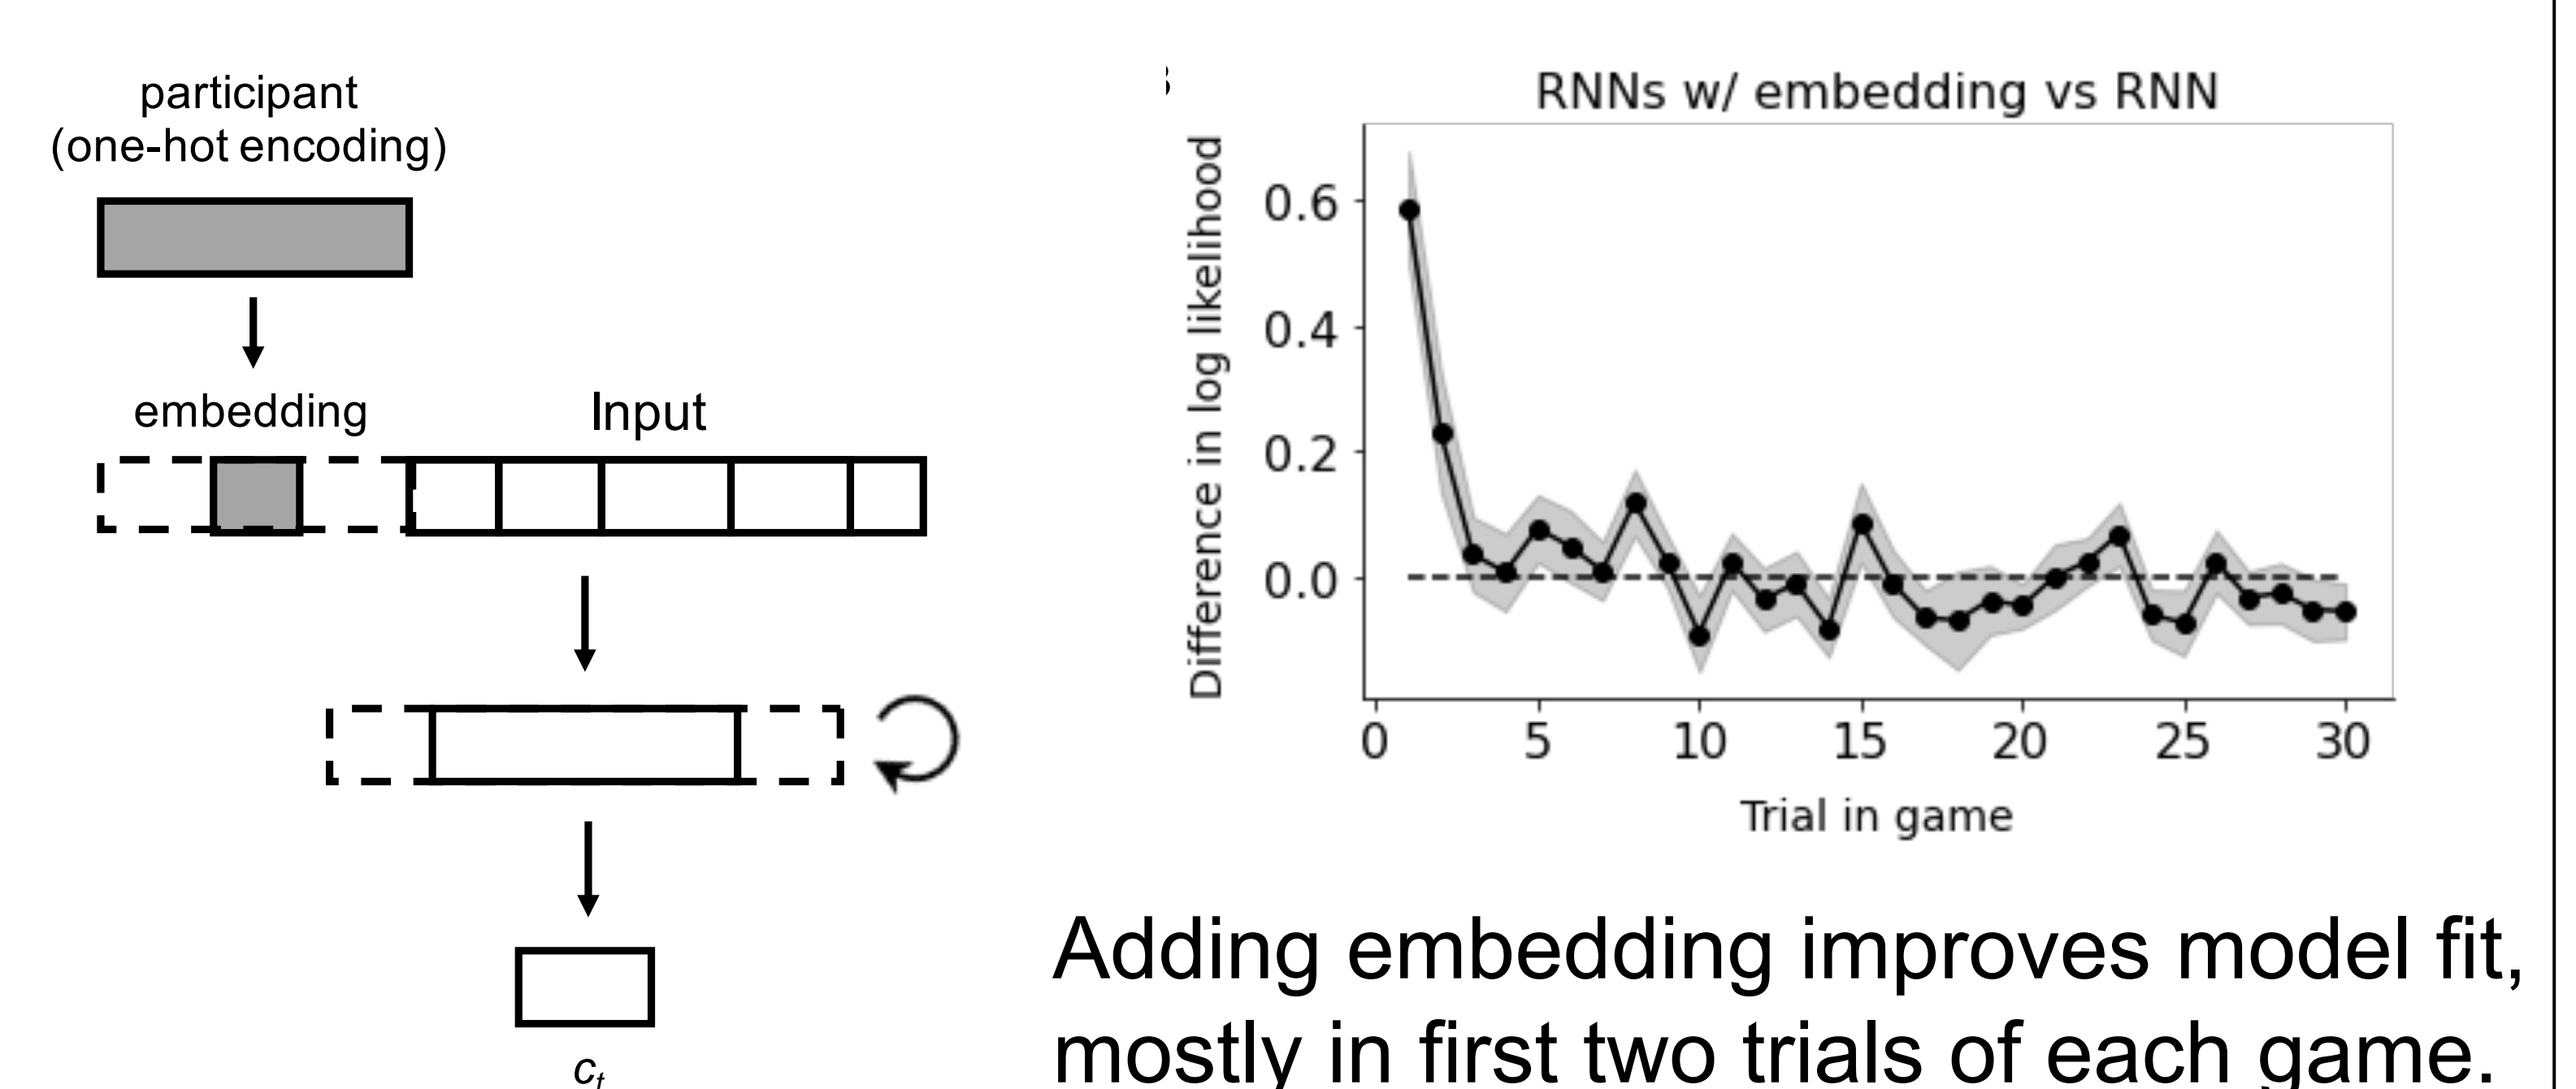 participant
(one-hot encoding)
embedding
Input
c_t
RNNs w/ embedding vs RNN
Difference in log likelihood
0.6
0.4
0.2
0.0
0 5 10 15 20 25 30
Trial in game
Adding embedding improves model fit,
mostly in first two trials of each game.